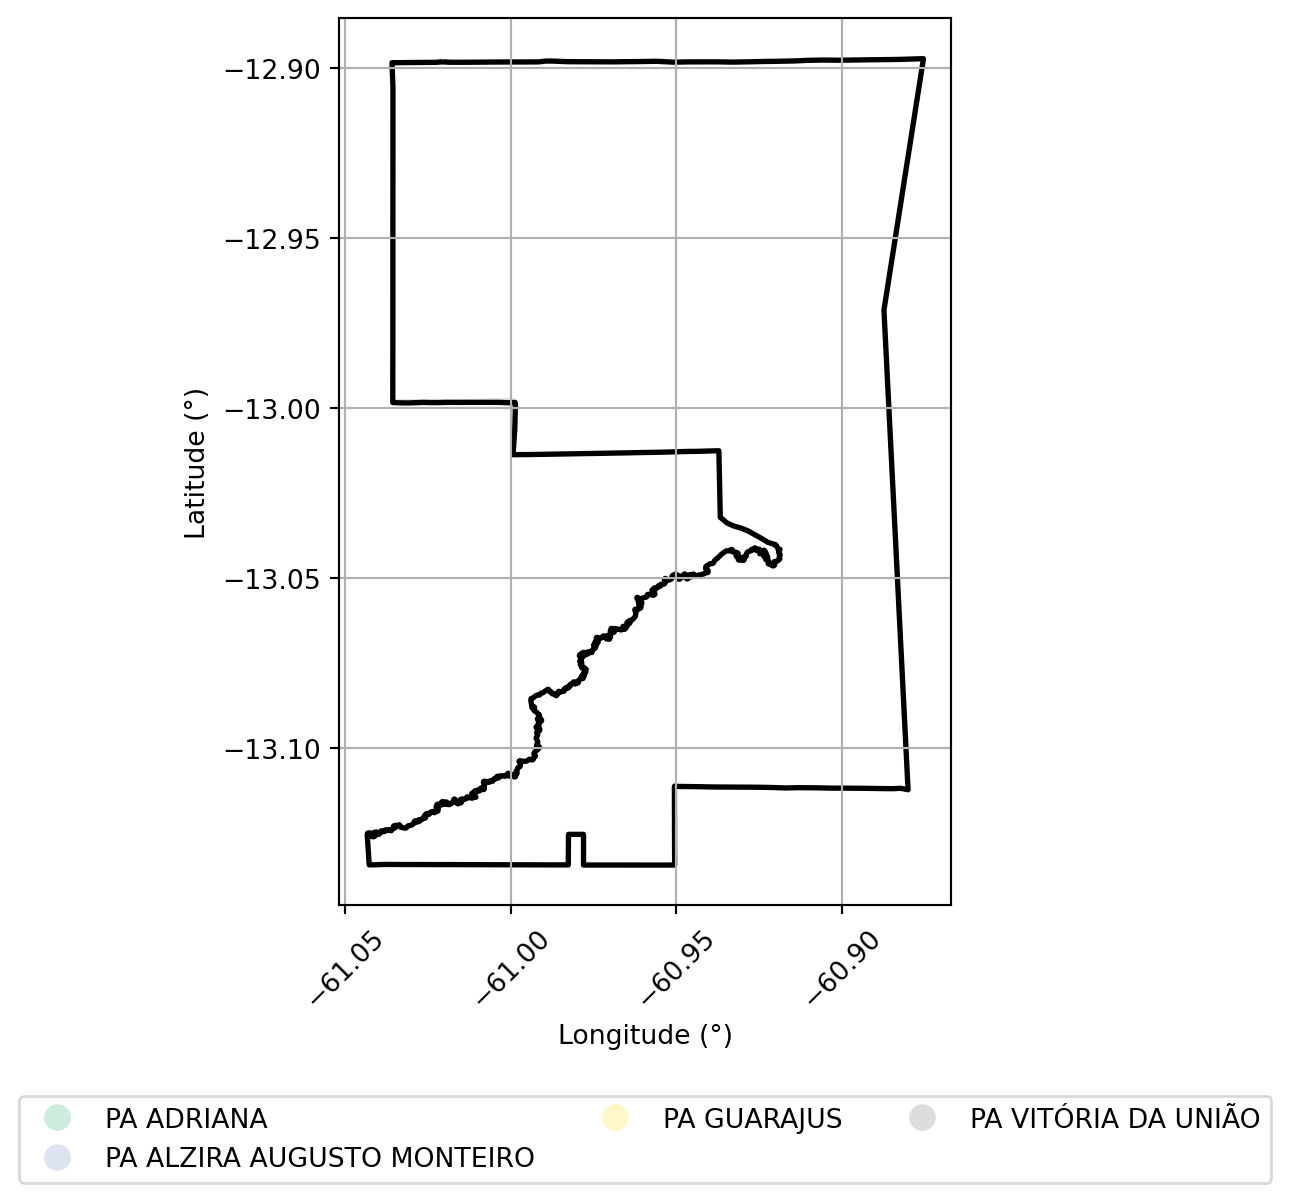 −12.90
−12.95
−13.00
−13.05
−13.10
Latitude (°)
−61.05
−61.00
−60.95
−60.90
Longitude (°)
PA ADRIANA
PA ALZIRA AUGUSTO MONTEIRO
PA GUARAJUS
PA VITÓRIA DA UNIÃO